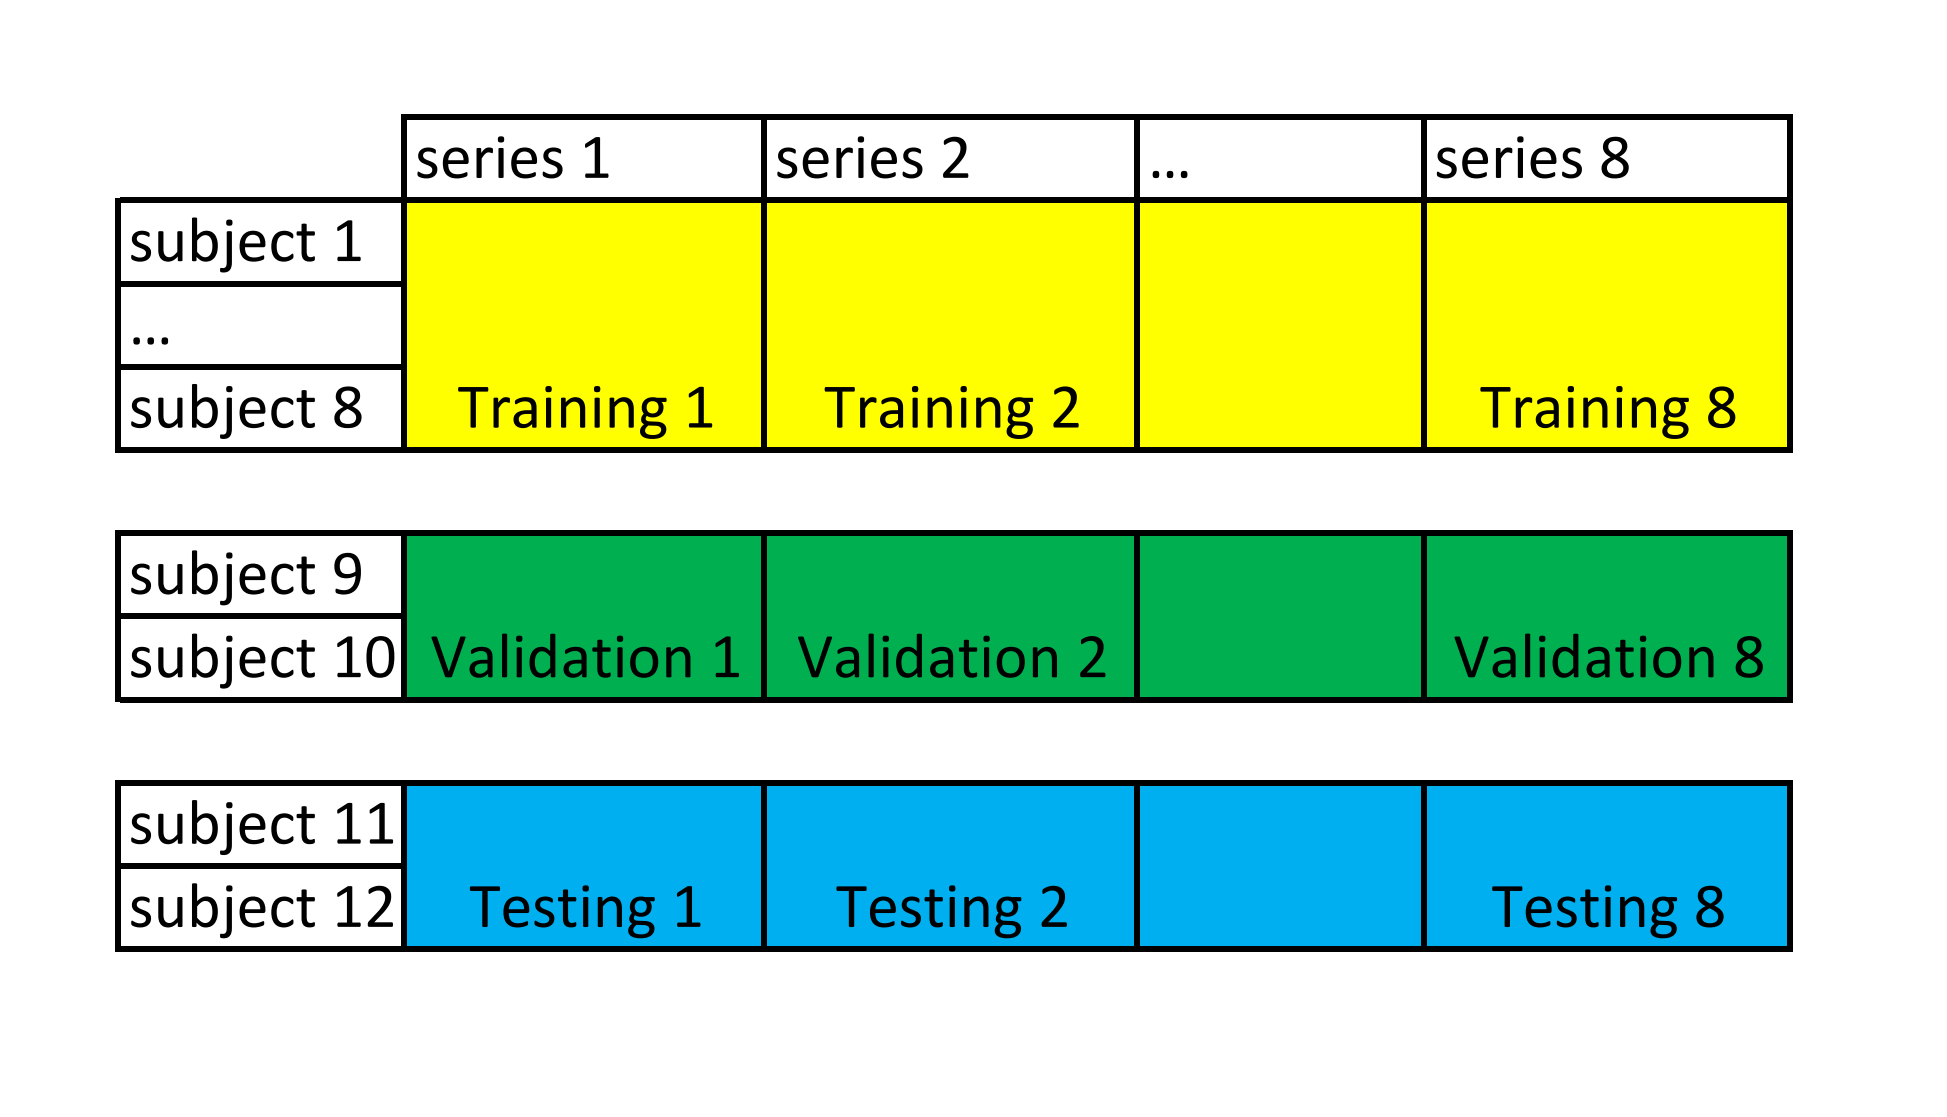 series 1 series 2 ... series 8
subject 1
...
subject 8 Training 1 Training 2 Training 8
subject 9
subject 10 Validation 1 Validation 2 Validation 8
subject 11
subject 12 Testing 1 Testing 2 Testing 8